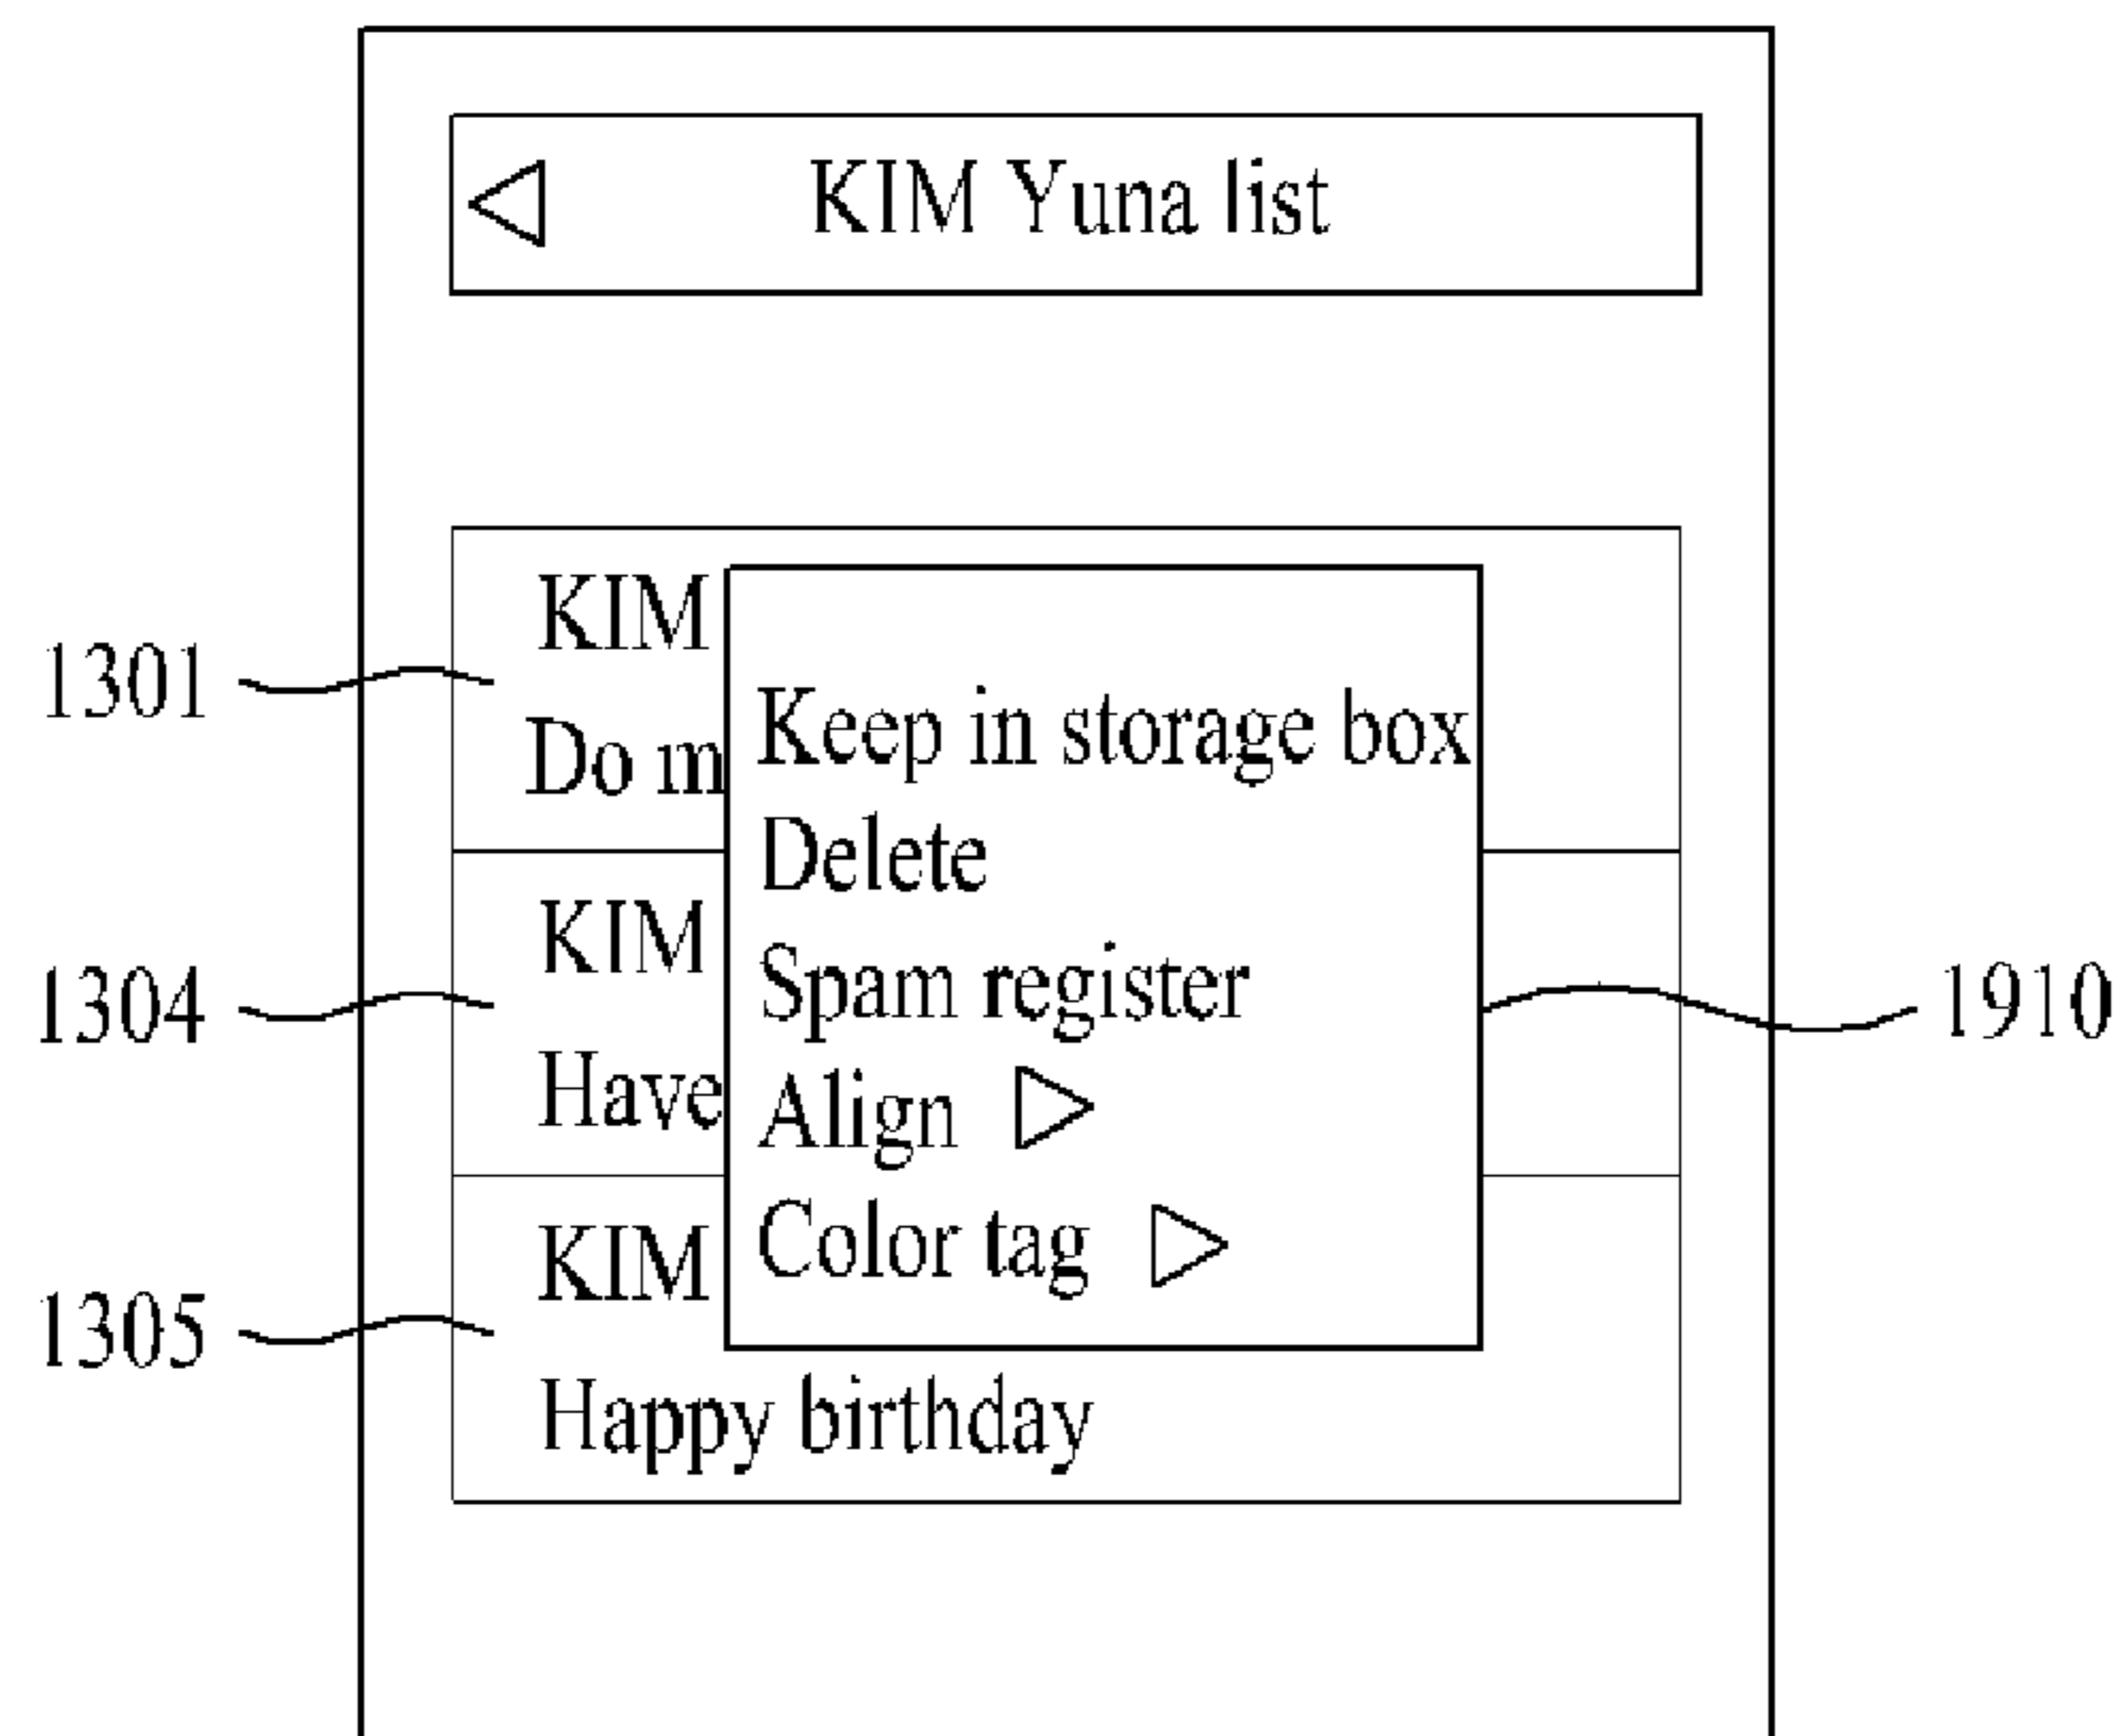 KIM Yuna list
KIM
1301
Do m
Keep in storage box
Delete
KIM
Spam register
1304
1910
Have
Align
KIM
Color tag
1305
Happy birthday